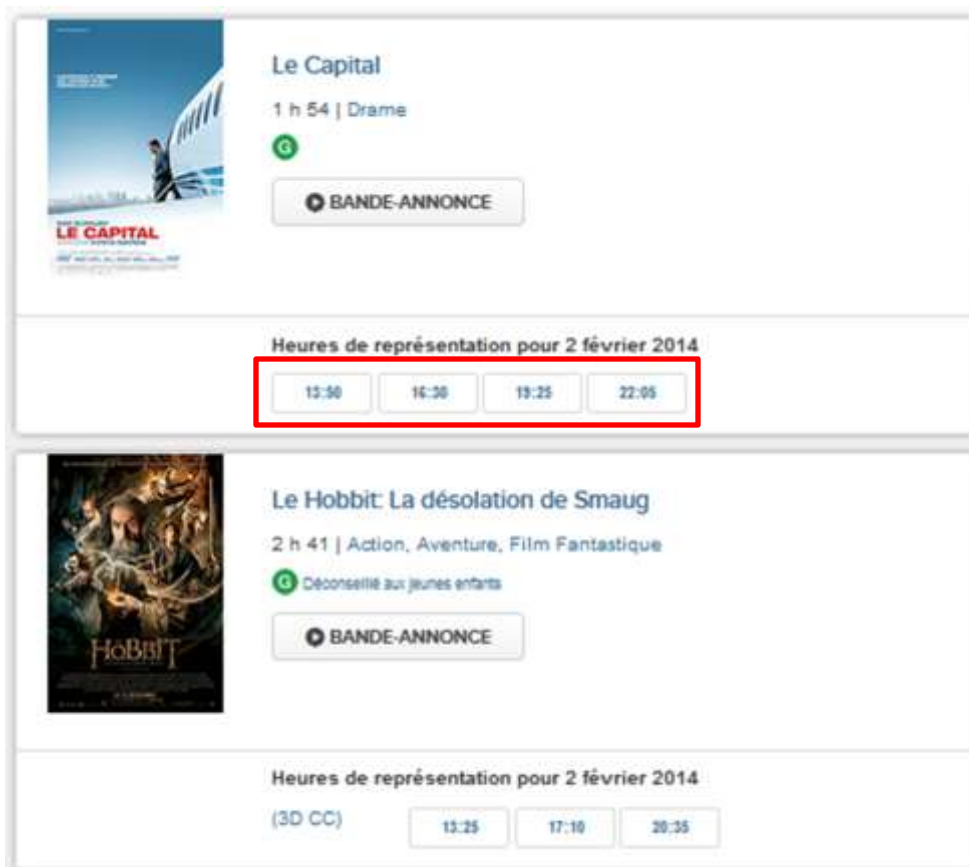 Le Capital
1 h 54 | Drame
G
BANDE-ANNONCE
LE CAPITAL
Heures de représentation pour 2 février 2014
13:50 16:30 19:25 22:05
Le Hobbit: La désolation de Smaug
2 h 41 | Action, Aventure, Film Fantastique
G Déconseillé aux jeunes enfants
BANDE-ANNONCE
HOBBIT
Heures de représentation pour 2 février 2014
(3D CC) 13:25 17:10 20:35